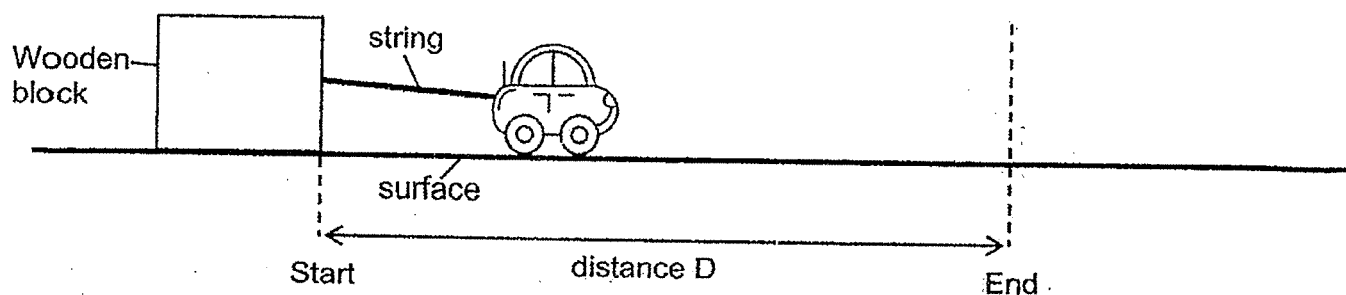 string
Wooden
block
surface
Start
distance D
End